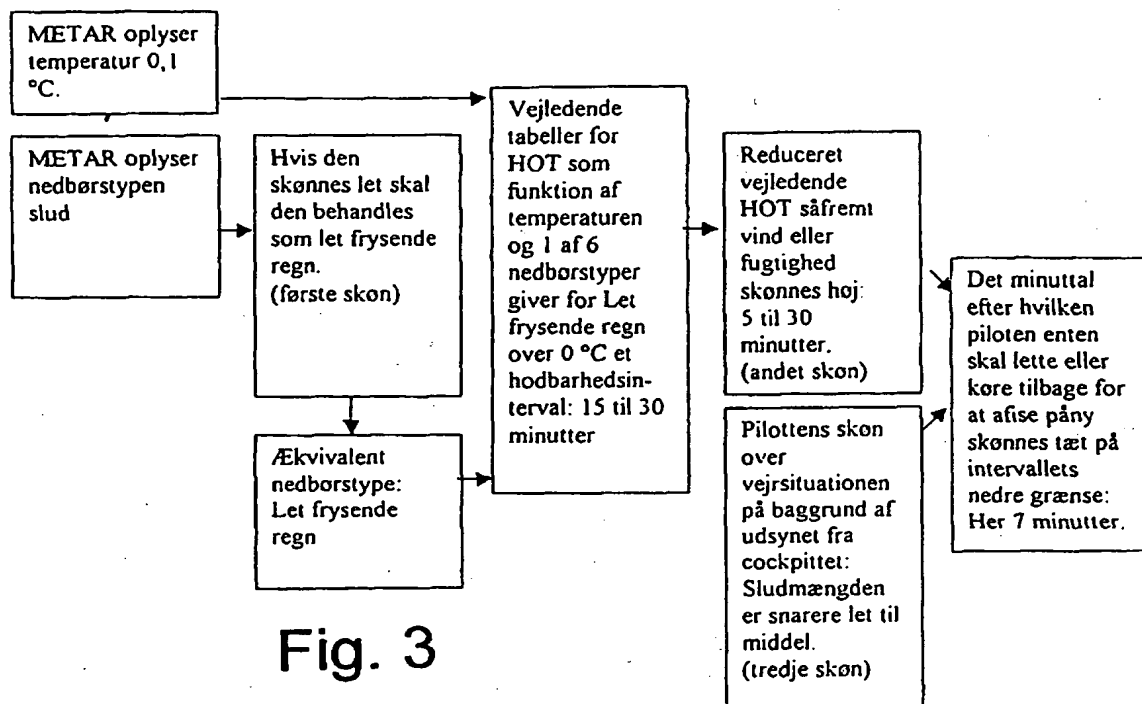 METAR oplyser
temperatur 0,1
°C.
METAR oplyser
nedbørstypen
slud
Hvis den
skønnes let skal
den behandles
som let frysende
regn.
(første skøn)
Ækvivalent
nedbørstype:
Let frysende
regn
Vejledende
tabeller for
HOT som
funktion af
temperaturen
og 1 af 6
nedbørstyper
giver for Let
frysende regn
over 0 °C et
hodbarhedsin-
terval: 15 til 30
minutter
Reduceret
vejledende
HOT såfremt
vind eller
fugtighed
skønnes høj:
5 til 30
minutter.
(andet skøn)
Pilottens skøn
over
vejrsituationen
på baggrund af
udsynet fra
cockpittet:
Sludmængden
er snarere let til
middel.
(tredje skøn)
Det minuttal
efter hvilken
piloten enten
skal lette eller
køre tilbage for
at afise påny
skønnes tæt på
intervallets
nedre grænse:
Her 7 minutter.
Fig. 3